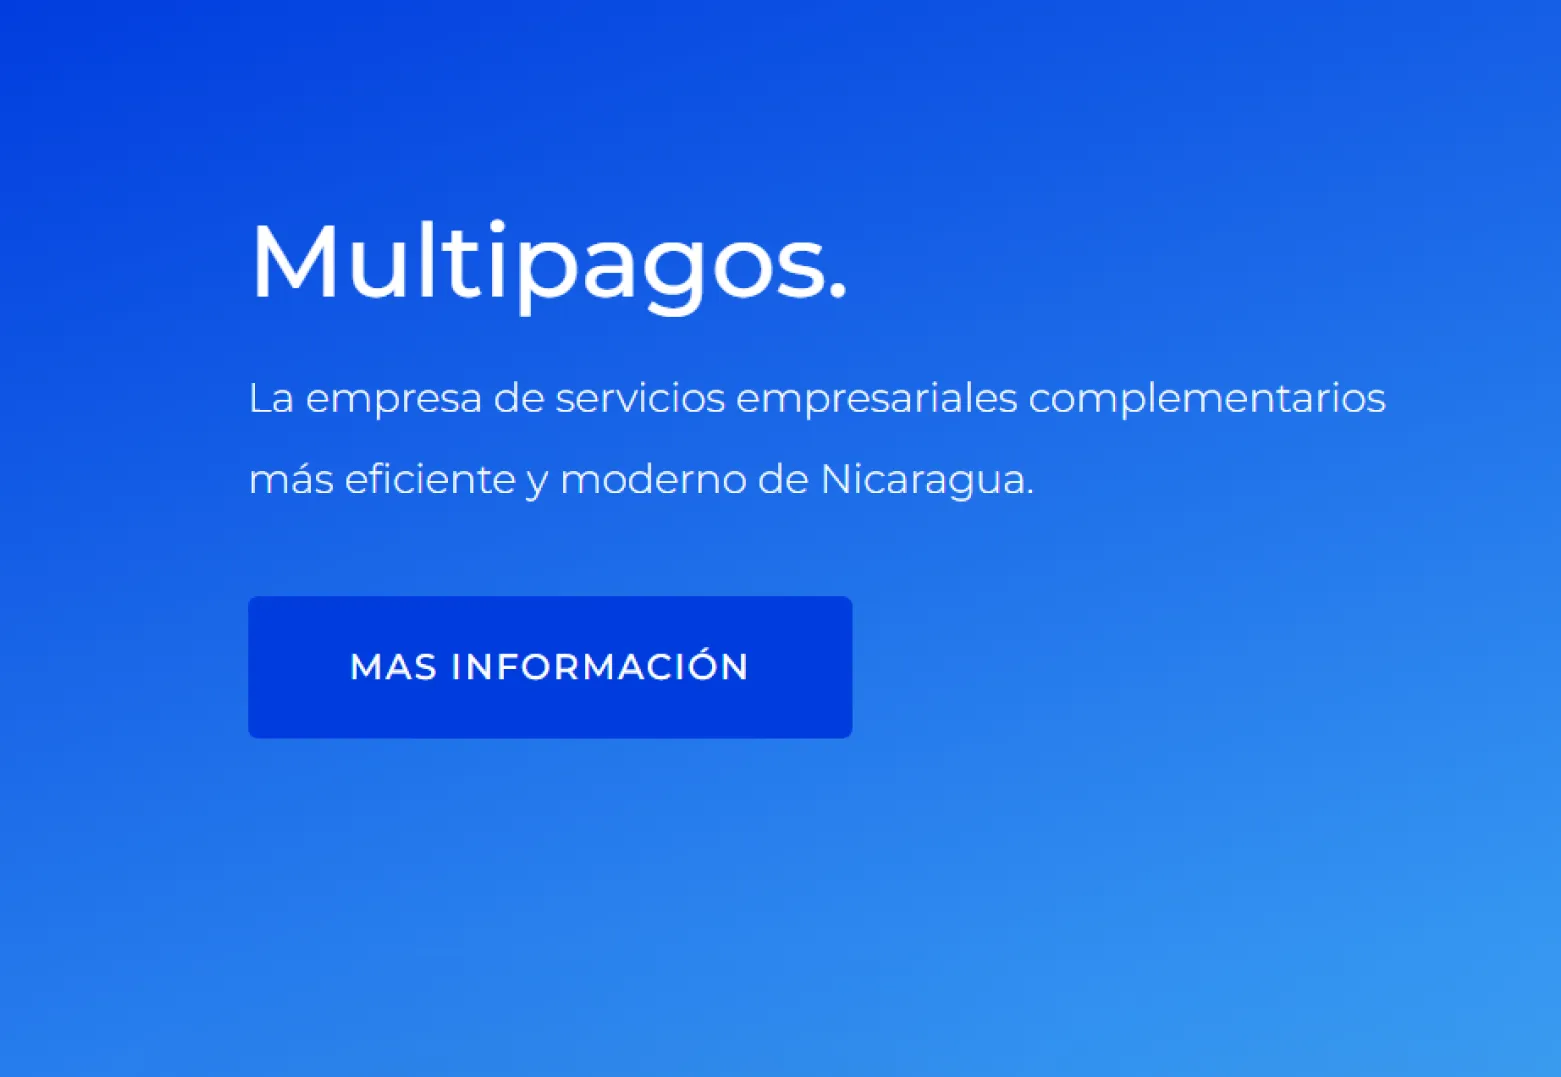 Multipagos.
La empresa de servicios empresariales complementarios
más eficiente y moderno de Nicaragua.
MAS INFORMACIÓN